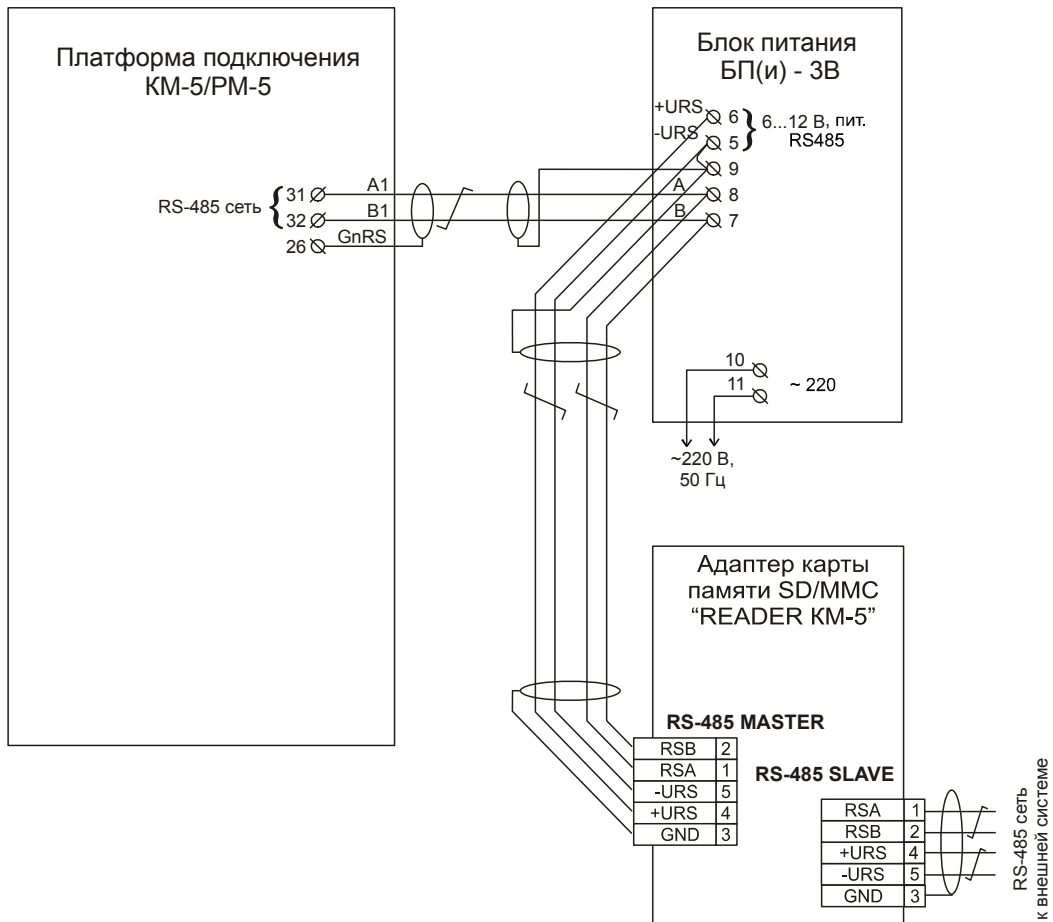 Платформа подключения
КМ-5/РМ-5
RS-485 сеть
31
32
26
A1
B1
GnRS
Блок питания
БП(и) - 3В
+URS
-URS
6
5
9
8
7
A
B
6...12 В, пит.
RS485
10
11
~ 220
~220 В,
50 Гц
Адаптер карты
памяти SD/MMC
“READER КМ-5”
RS-485 MASTER
RSB 2
RSA 1
-URS 5
+URS 4
GND 3
RS-485 SLAVE
RSA 1
RSB 2
+URS 4
-URS 5
GND 3
RS-485 сеть
к внешней системе